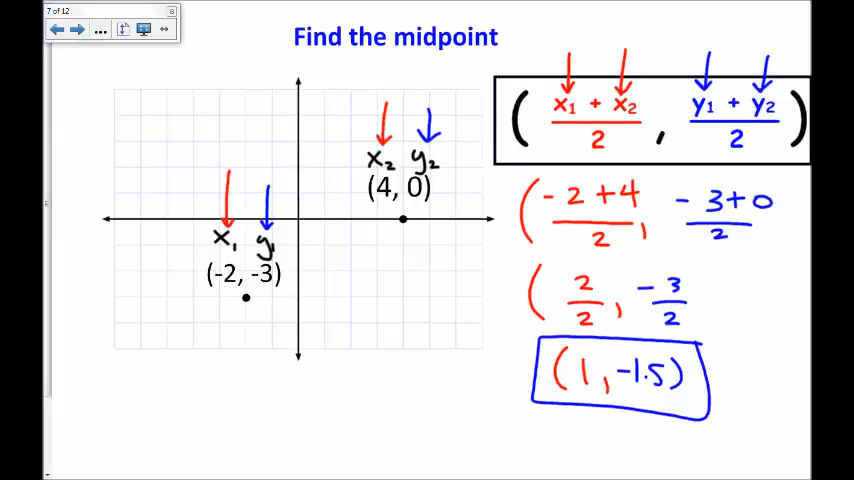 7 of 12
Find the midpoint
( x1 + x2 / 2 , y1 + y2 / 2 )
x2 y2
(4, 0)
x1 y1
(-2, -3)
( -2 + 4 / 2 , -3 + 0 / 2
( 2 / 2 , -3 / 2
(1, -1.5)